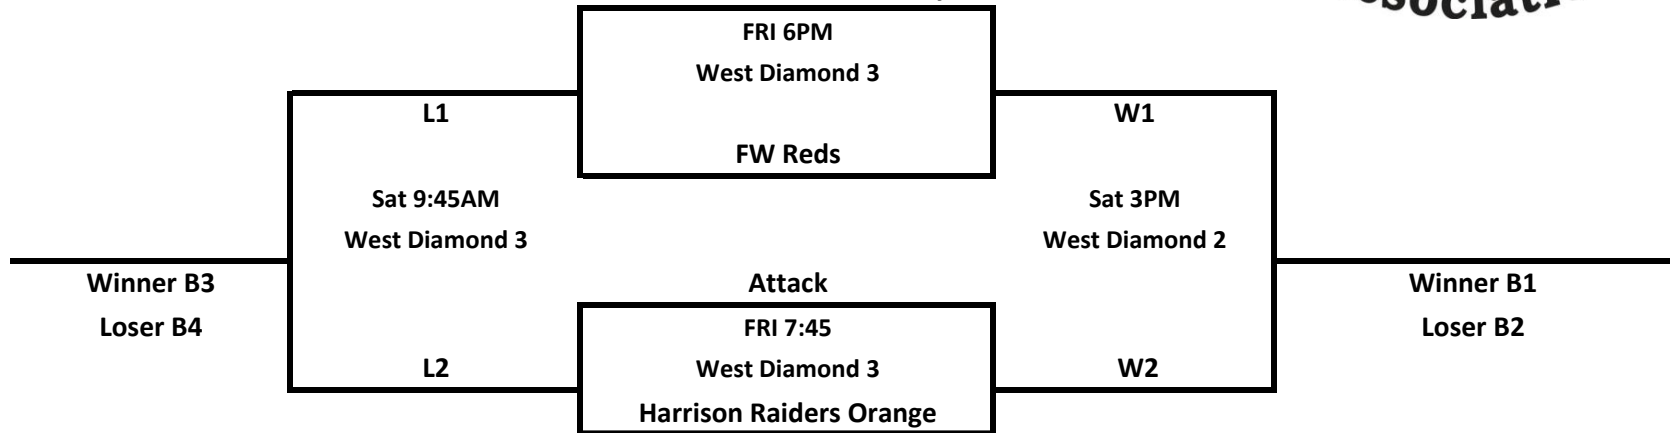 FRI 6PM
West Diamond 3
L1
W1
FW Reds
Sat 9:45AM
Sat 3PM
West Diamond 3
West Diamond 2
Winner B3
Attack
Winner B1
Loser B4
FRI 7:45
Loser B2
L2
West Diamond 3
W2
Harrison Raiders Orange